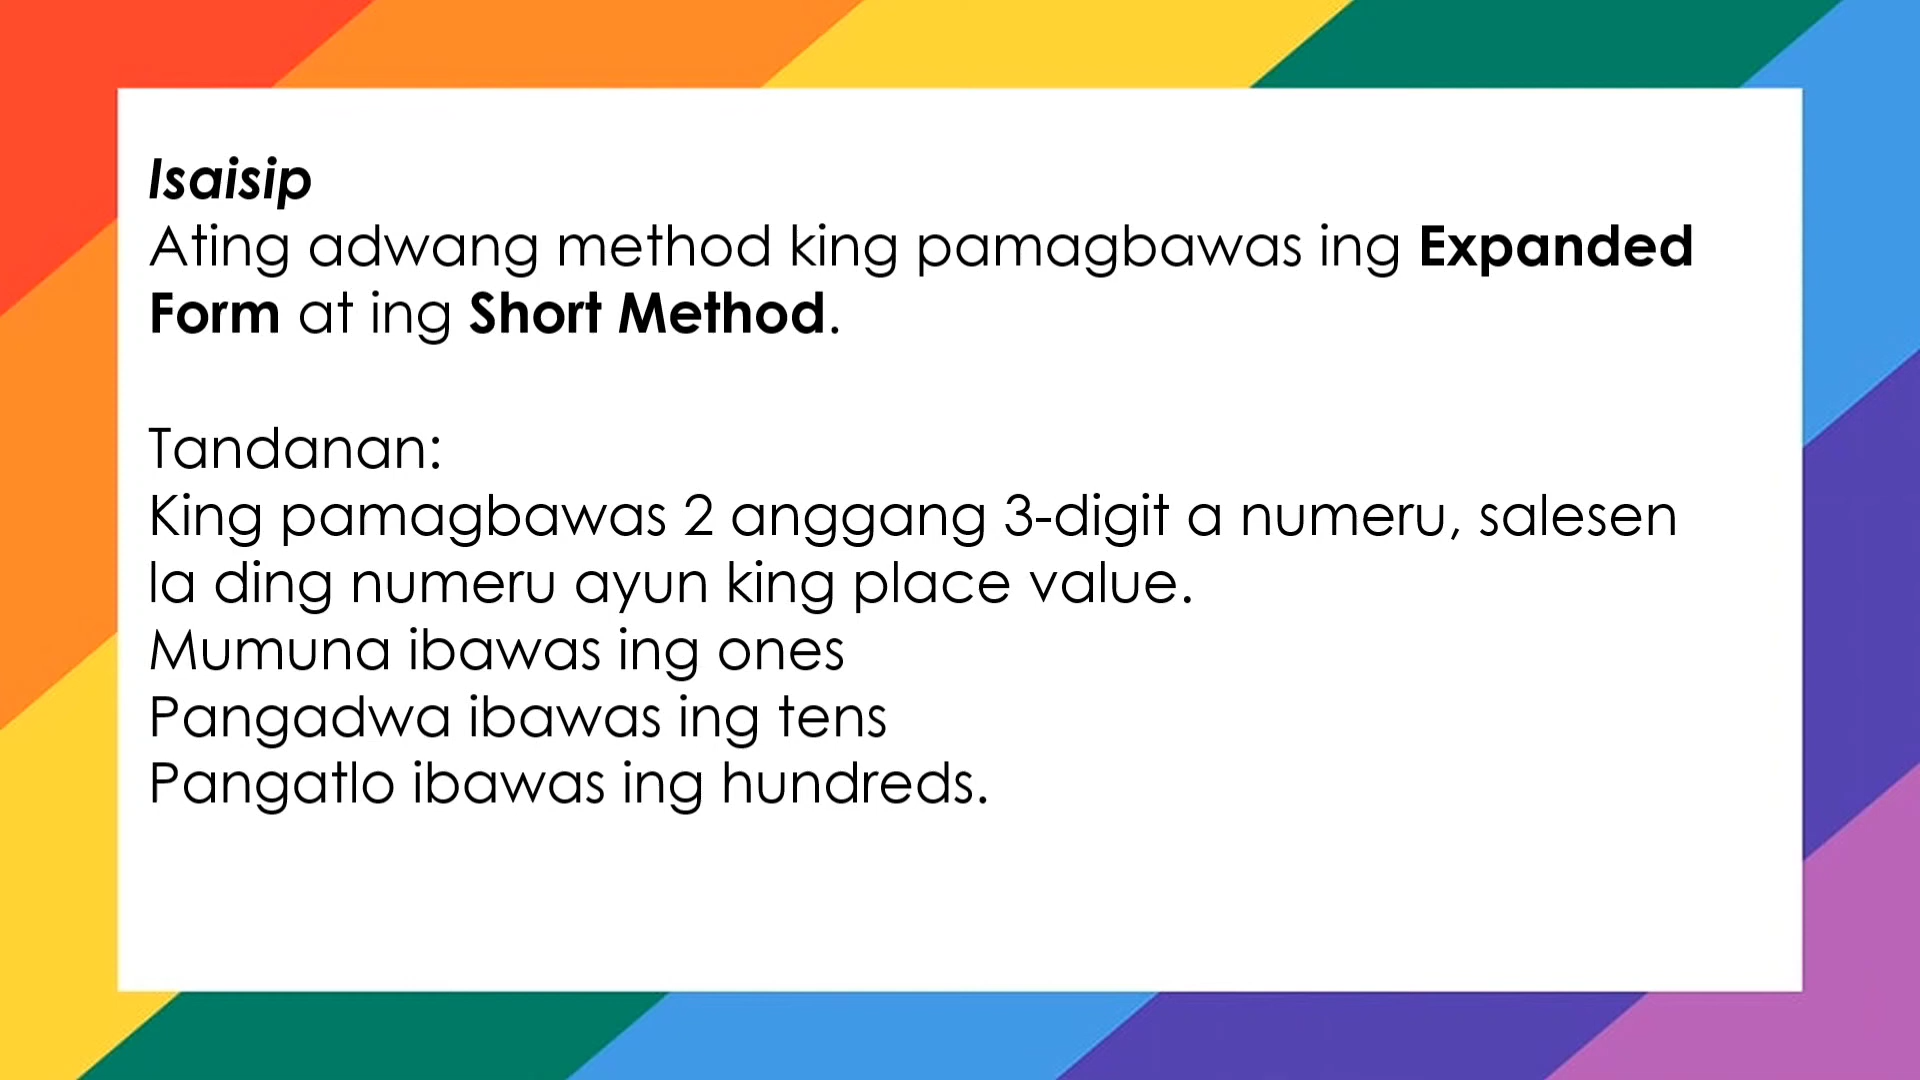 Isaisip
Ating adwang method king pamagbawas ing Expanded
Form at ing Short Method.
Tandanan:
King pamagbawas 2 anggang 3-digit a numeru, salesen
la ding numeru ayun king place value.
Mumuna ibawas ing ones
Pangadwa ibawas ing tens
Pangatlo ibawas ing hundreds.